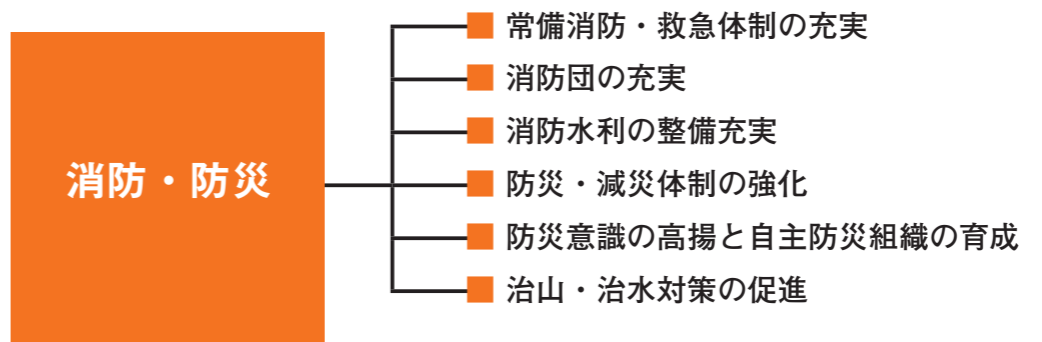 消防・防災
常備消防・救急体制の充実
消防団の充実
消防水利の整備充実
防災・減災体制の強化
防災意識の高揚と自主防災組織の育成
治山・治水対策の促進